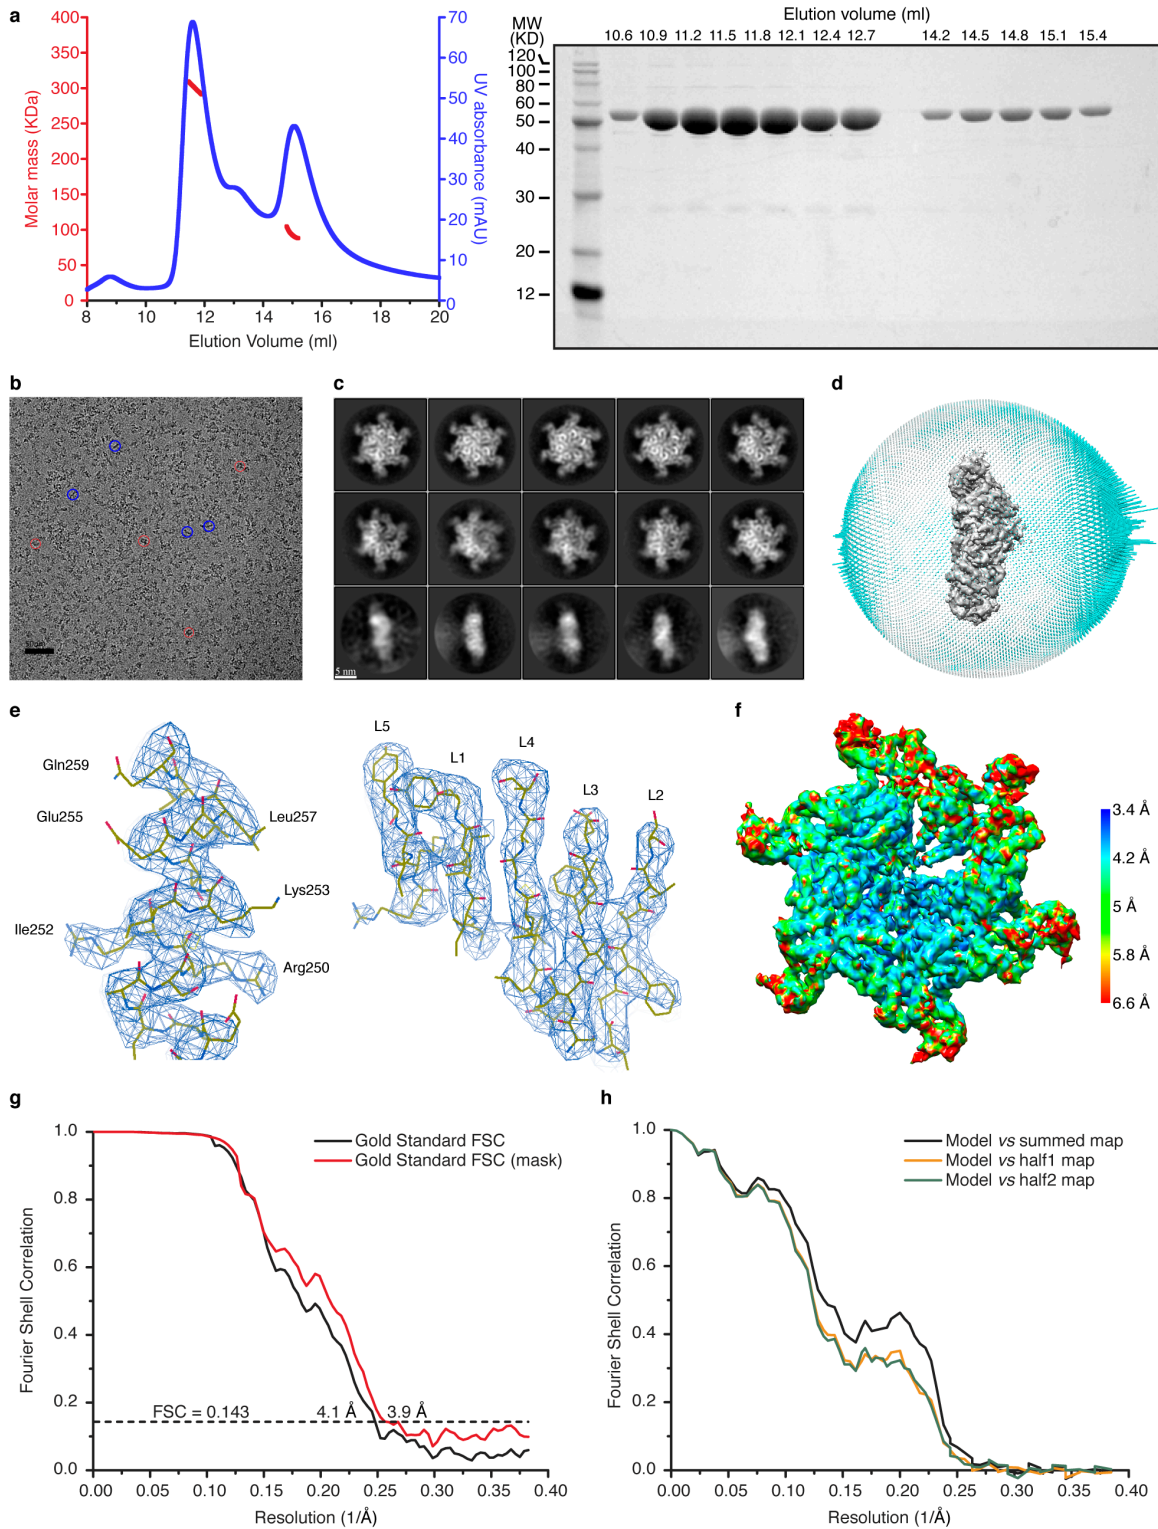 a
Molar mass (KDa)
400
350
300
250
200
150
100
50
0
70
60
50
40
30
20
10
0
UV absorbance (mAU)
8 10 12 14 16 18 20
Elution Volume (ml)
Elution volume (ml)
MW
(KD)
10.6 10.9 11.2 11.5 11.8 12.1 12.4 12.7 14.2 14.5 14.8 15.1 15.4
120
100
80
60
50
40
30
20
12
b
c
5 nm
d
e
Gln259
Glu255
Leu257
Lys253
Ile252
Arg250
L5
L1
L4
L3
L2
f
3.4 Å
4.2 Å
5 Å
5.8 Å
6.6 Å
g
Fourier Shell Correlation
1.0
0.8
0.6
0.4
0.2
0.0
Gold Standard FSC
Gold Standard FSC (mask)
FSC = 0.143 4.1 Å 3.9 Å
0.00 0.05 0.10 0.15 0.20 0.25 0.30 0.35 0.40
Resolution (1/Å)
h
Fourier Shell Correlation
1.0
0.8
0.6
0.4
0.2
0.0
Model vs summed map
Model vs half1 map
Model vs half2 map
0.00 0.05 0.10 0.15 0.20 0.25 0.30 0.35 0.40
Resolution (1/Å)